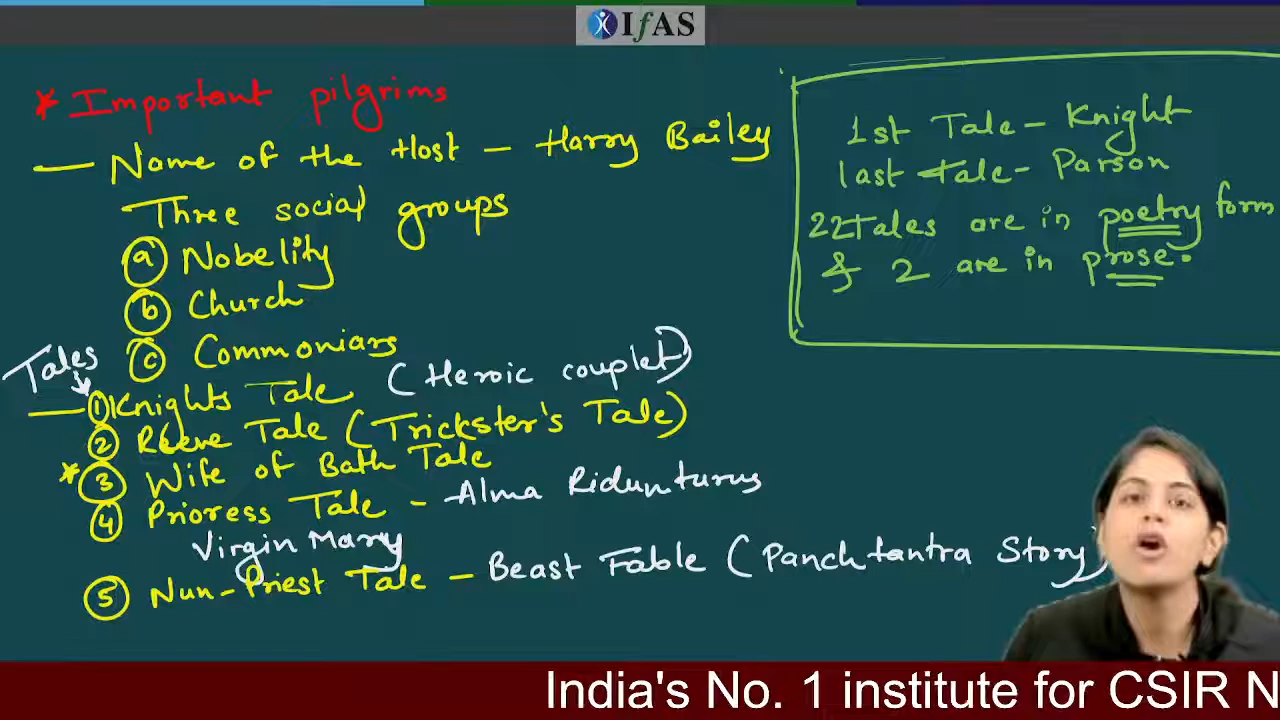 IfAS
* Important pilgrims
— Name of the Host – Harry Bailey
Three social groups
(a) Nobelity
(b) Church
(c) Commoniars
Tales
— (1) Knights Tale (Heroic couplet)
(2) Reeve Tale (Trickster's Tale)
* (3) Wife of Bath Tale
(4) Prioress Tale – Alma Ridunturus
Virgin Mary
(5) Nun-Priest Tale – Beast Fable (Panchtantra Story)
1st Tale – Knight
last Tale – Parson
22 Tales are in poetry form
& 2 are in prose.
India's No. 1 institute for CSIR N